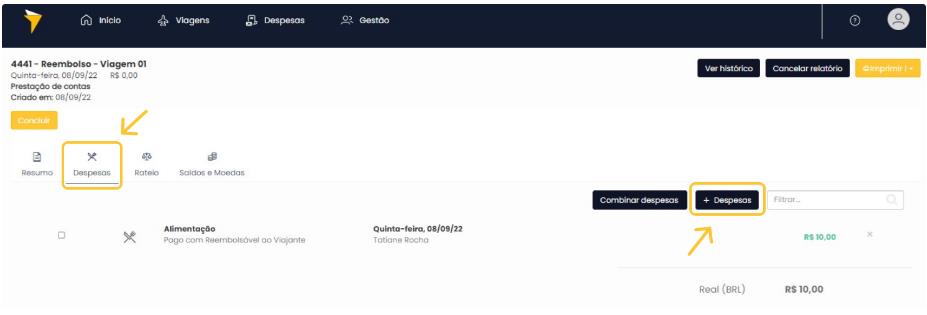 Início Viagens Despesas Gestão
4441 - Reembolso - Viagem 01
Quinta-feira, 08/09/22 R$ 0,00
Prestação de contas
Criado em: 08/09/22
Ver histórico Cancelar relatório Imprimir
Concluir
Resumo Despesas Rateio Saldos e Moedas
Combinar despesas + Despesas Filtrar...
Alimentação Quinta-feira, 08/09/22
Pago com Reembolsável ao Viajante Tatiane Rocha R$ 10,00 ×
Real (BRL) R$ 10,00